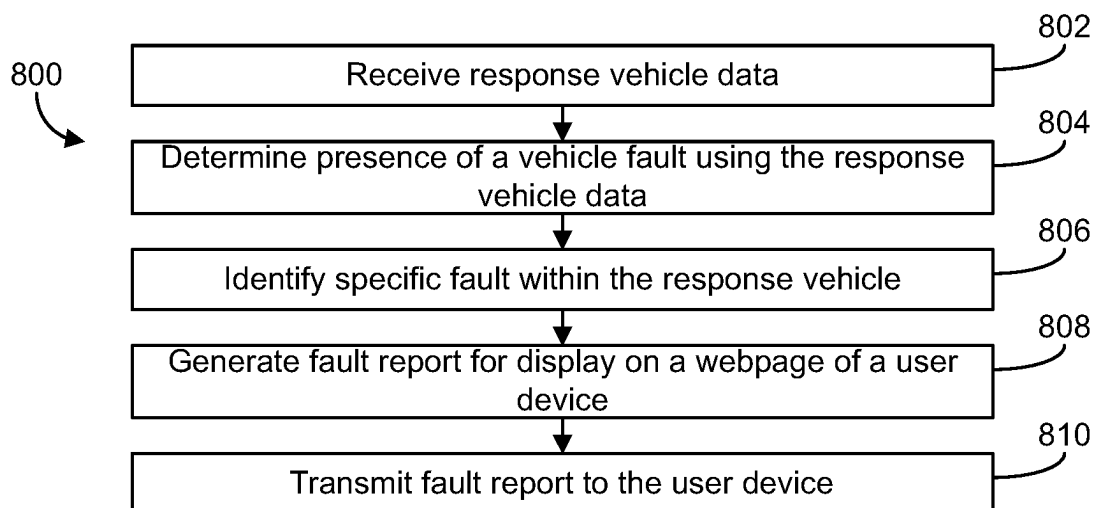 802
800
Receive response vehicle data
804
Determine presence of a vehicle fault using the response
vehicle data
806
Identify specific fault within the response vehicle
808
Generate fault report for display on a webpage of a user
device
810
Transmit fault report to the user device